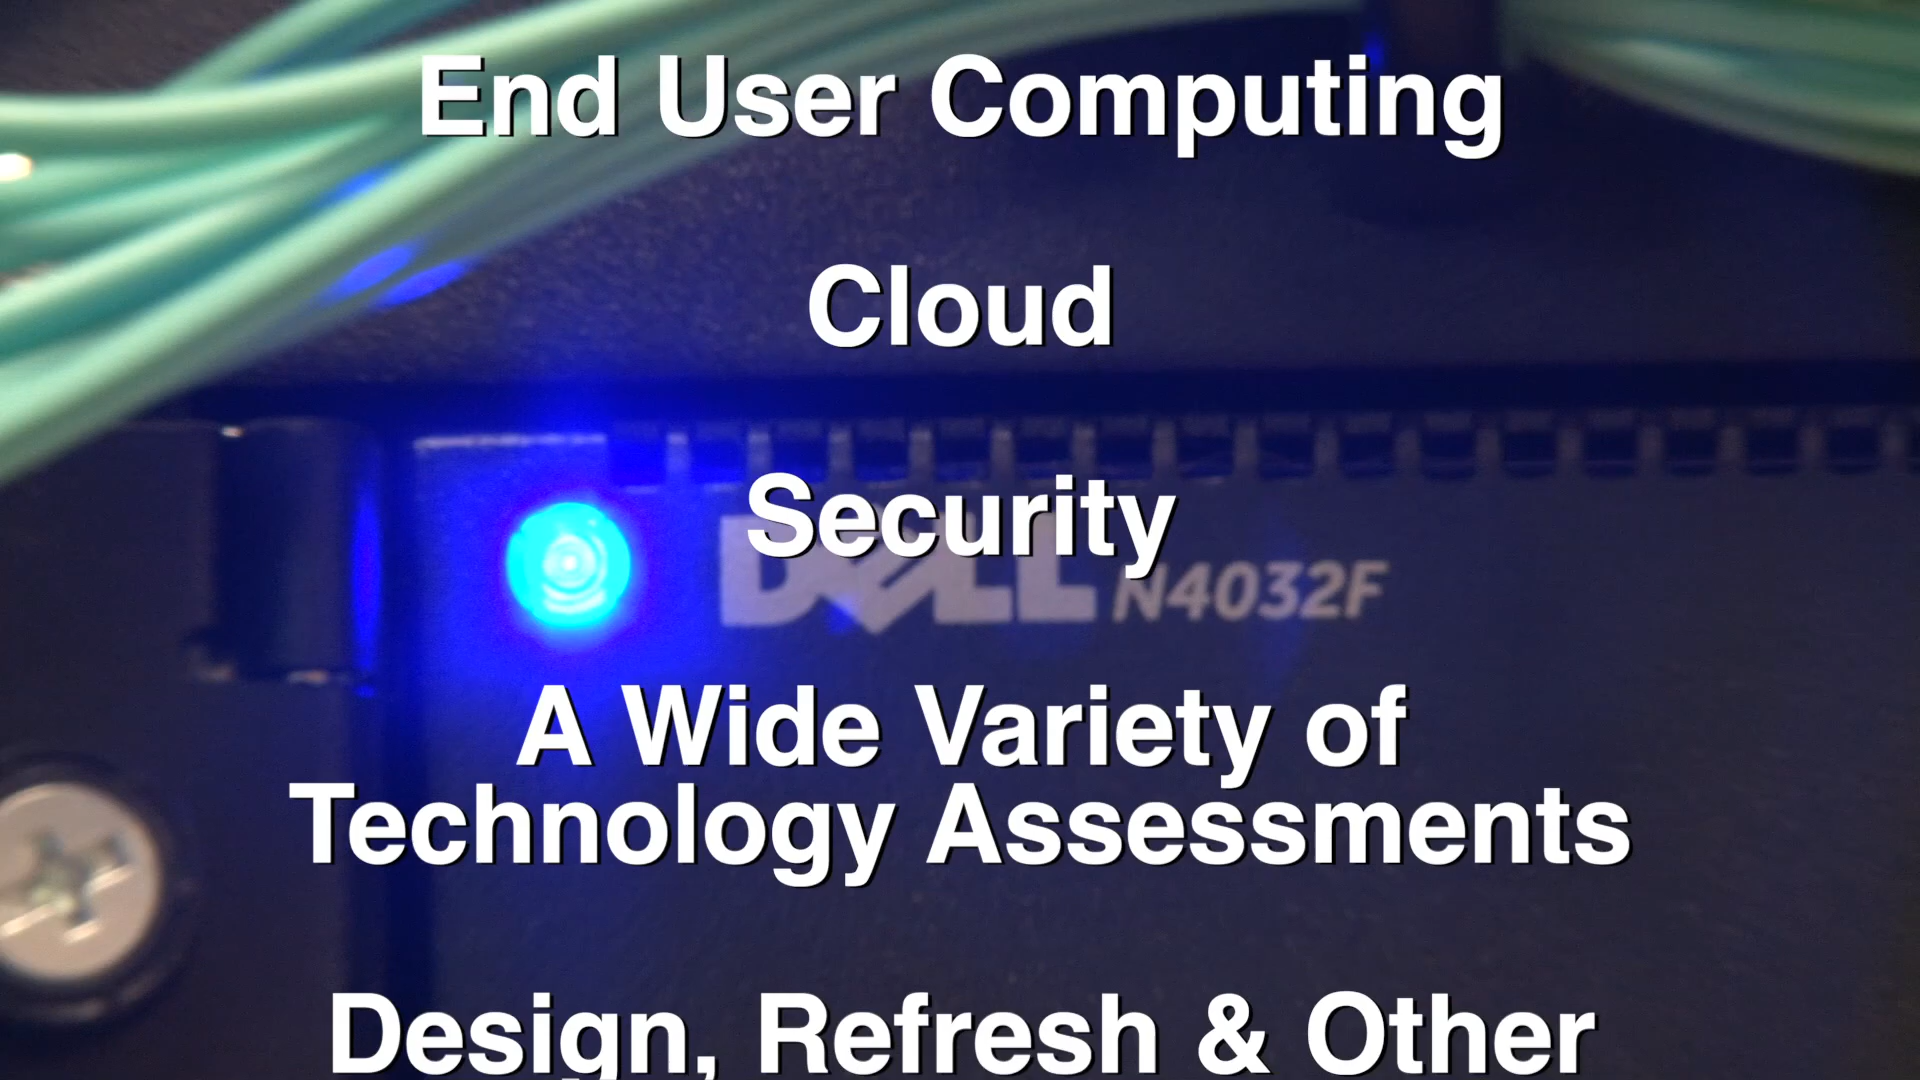 End User Computing
Cloud
Security
DELL N4032F
A Wide Variety of
Technology Assessments
Design, Refresh & Other